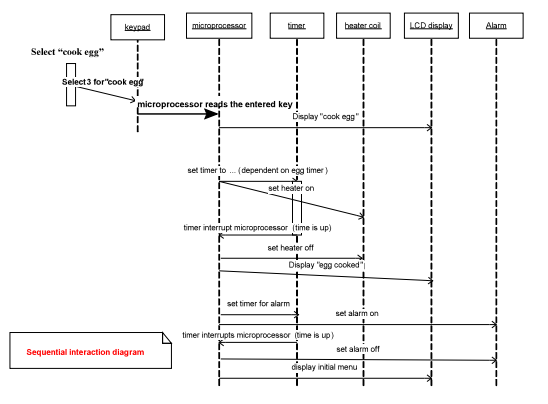 keypad
microprocessor
timer
heater coil
LCD display
Alarm
Select “cook egg”
Select 3 for "cook egg"
microprocessor reads the entered key
Display "cook egg"
set timer to ... (dependent on egg timer)
set heater on
timer interrupt microprocessor (time is up)
set heater off
Display "egg cooked"
set timer for alarm
set alarm on
timer interrupts microprocessor (time is up)
set alarm off
display initial menu
Sequential interaction diagram